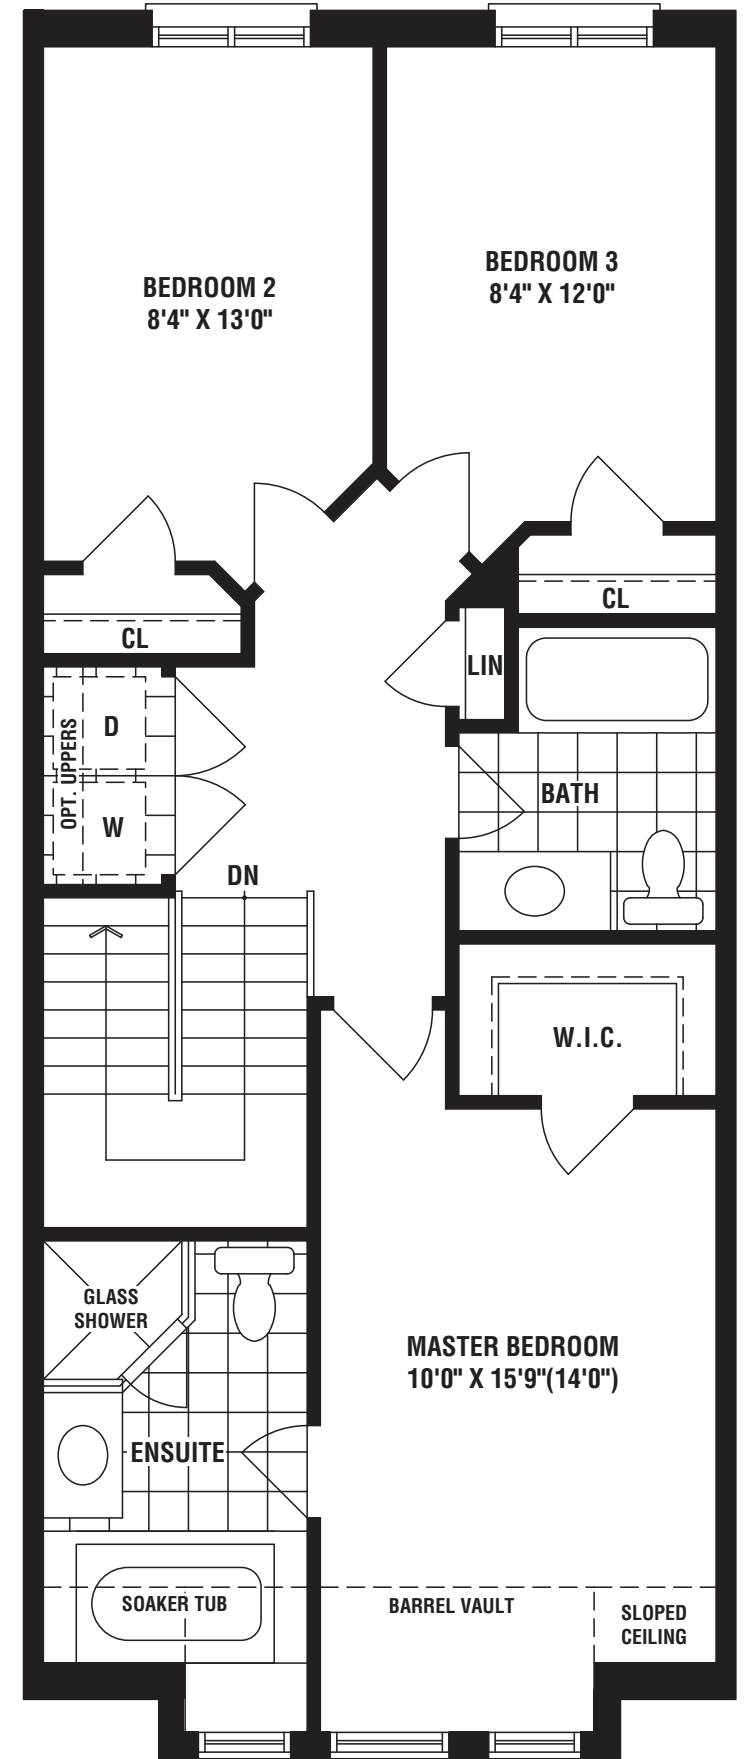 BEDROOM 2
8'4" X 13'0"
BEDROOM 3
8'4" X 12'0"
CL
CL
LIN
OPT. UPPERS
D
W
BATH
DN
W.I.C.
GLASS
SHOWER
MASTER BEDROOM
10'0" X 15'9"(14'0")
ENSUITE
SOAKER TUB
BARREL VAULT
SLOPED
CEILING